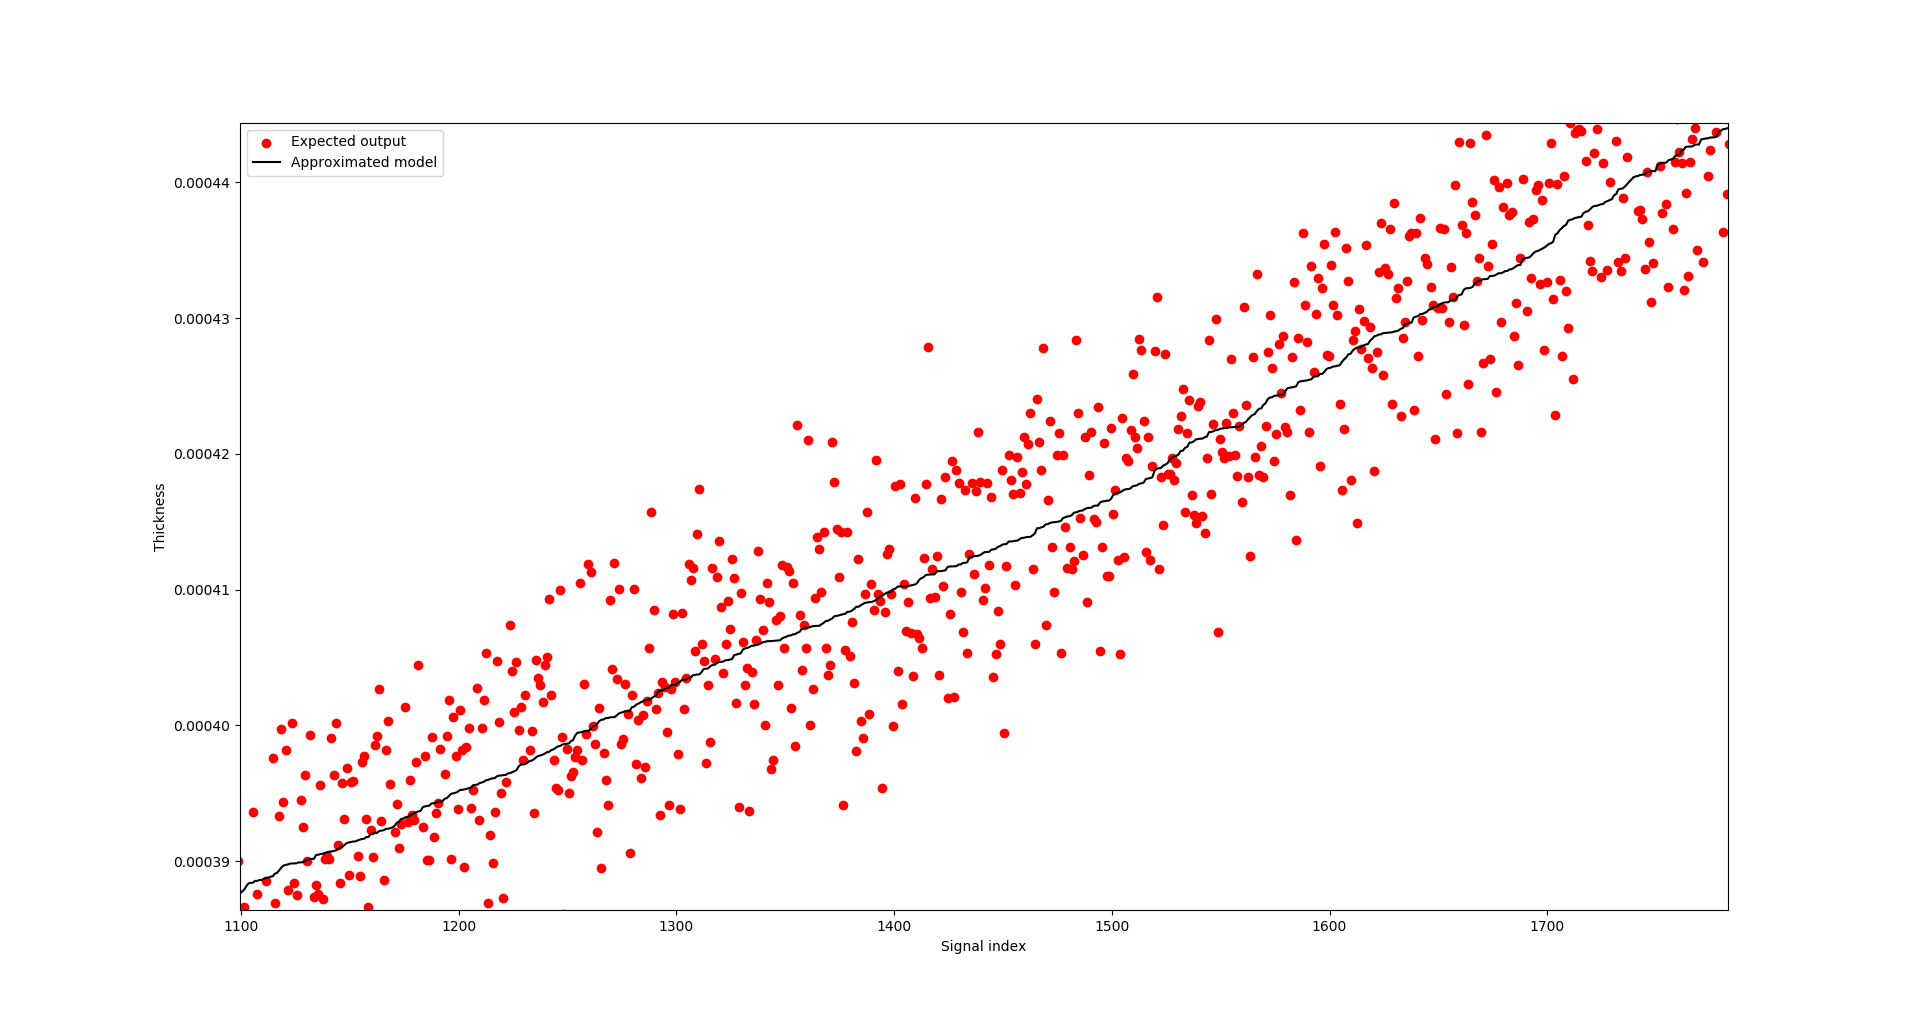 Expected output
Approximated model
0.00044
0.00043
0.00042
0.00041
0.00040
0.00039
Thickness
1100 1200 1300 1400 1500 1600 1700
Signal index